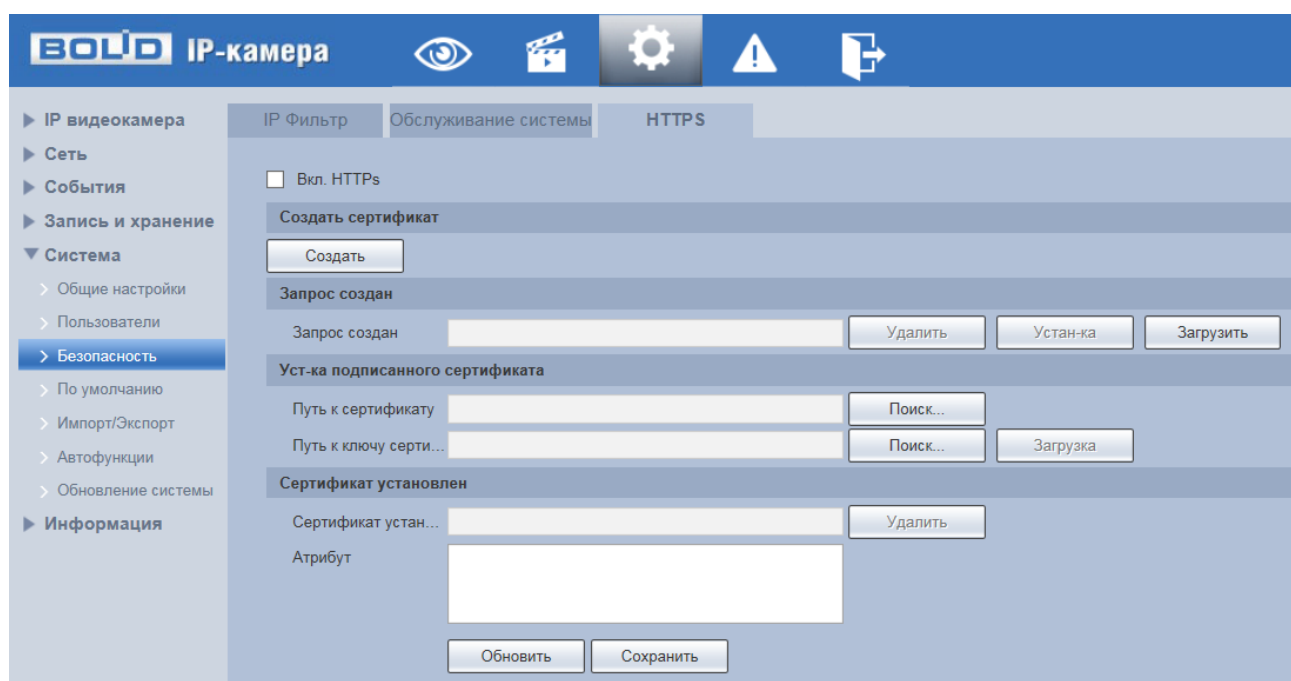 BOLID IP-камера
IP видеокамера
Сеть
События
Запись и хранение
Система
Общие настройки
Пользователи
Безопасность
По умолчанию
Импорт/Экспорт
Автофункции
Обновление системы
Информация
IP Фильтр Обслуживание системы HTTPS
Вкл. HTTPs
Создать сертификат
Создать
Запрос создан
Запрос создан Удалить Устан-ка Загрузить
Уст-ка подписанного сертификата
Путь к сертификату Поиск...
Путь к ключу серти... Поиск... Загрузка
Сертификат установлен
Сертификат устан... Удалить
Атрибут
Обновить Сохранить